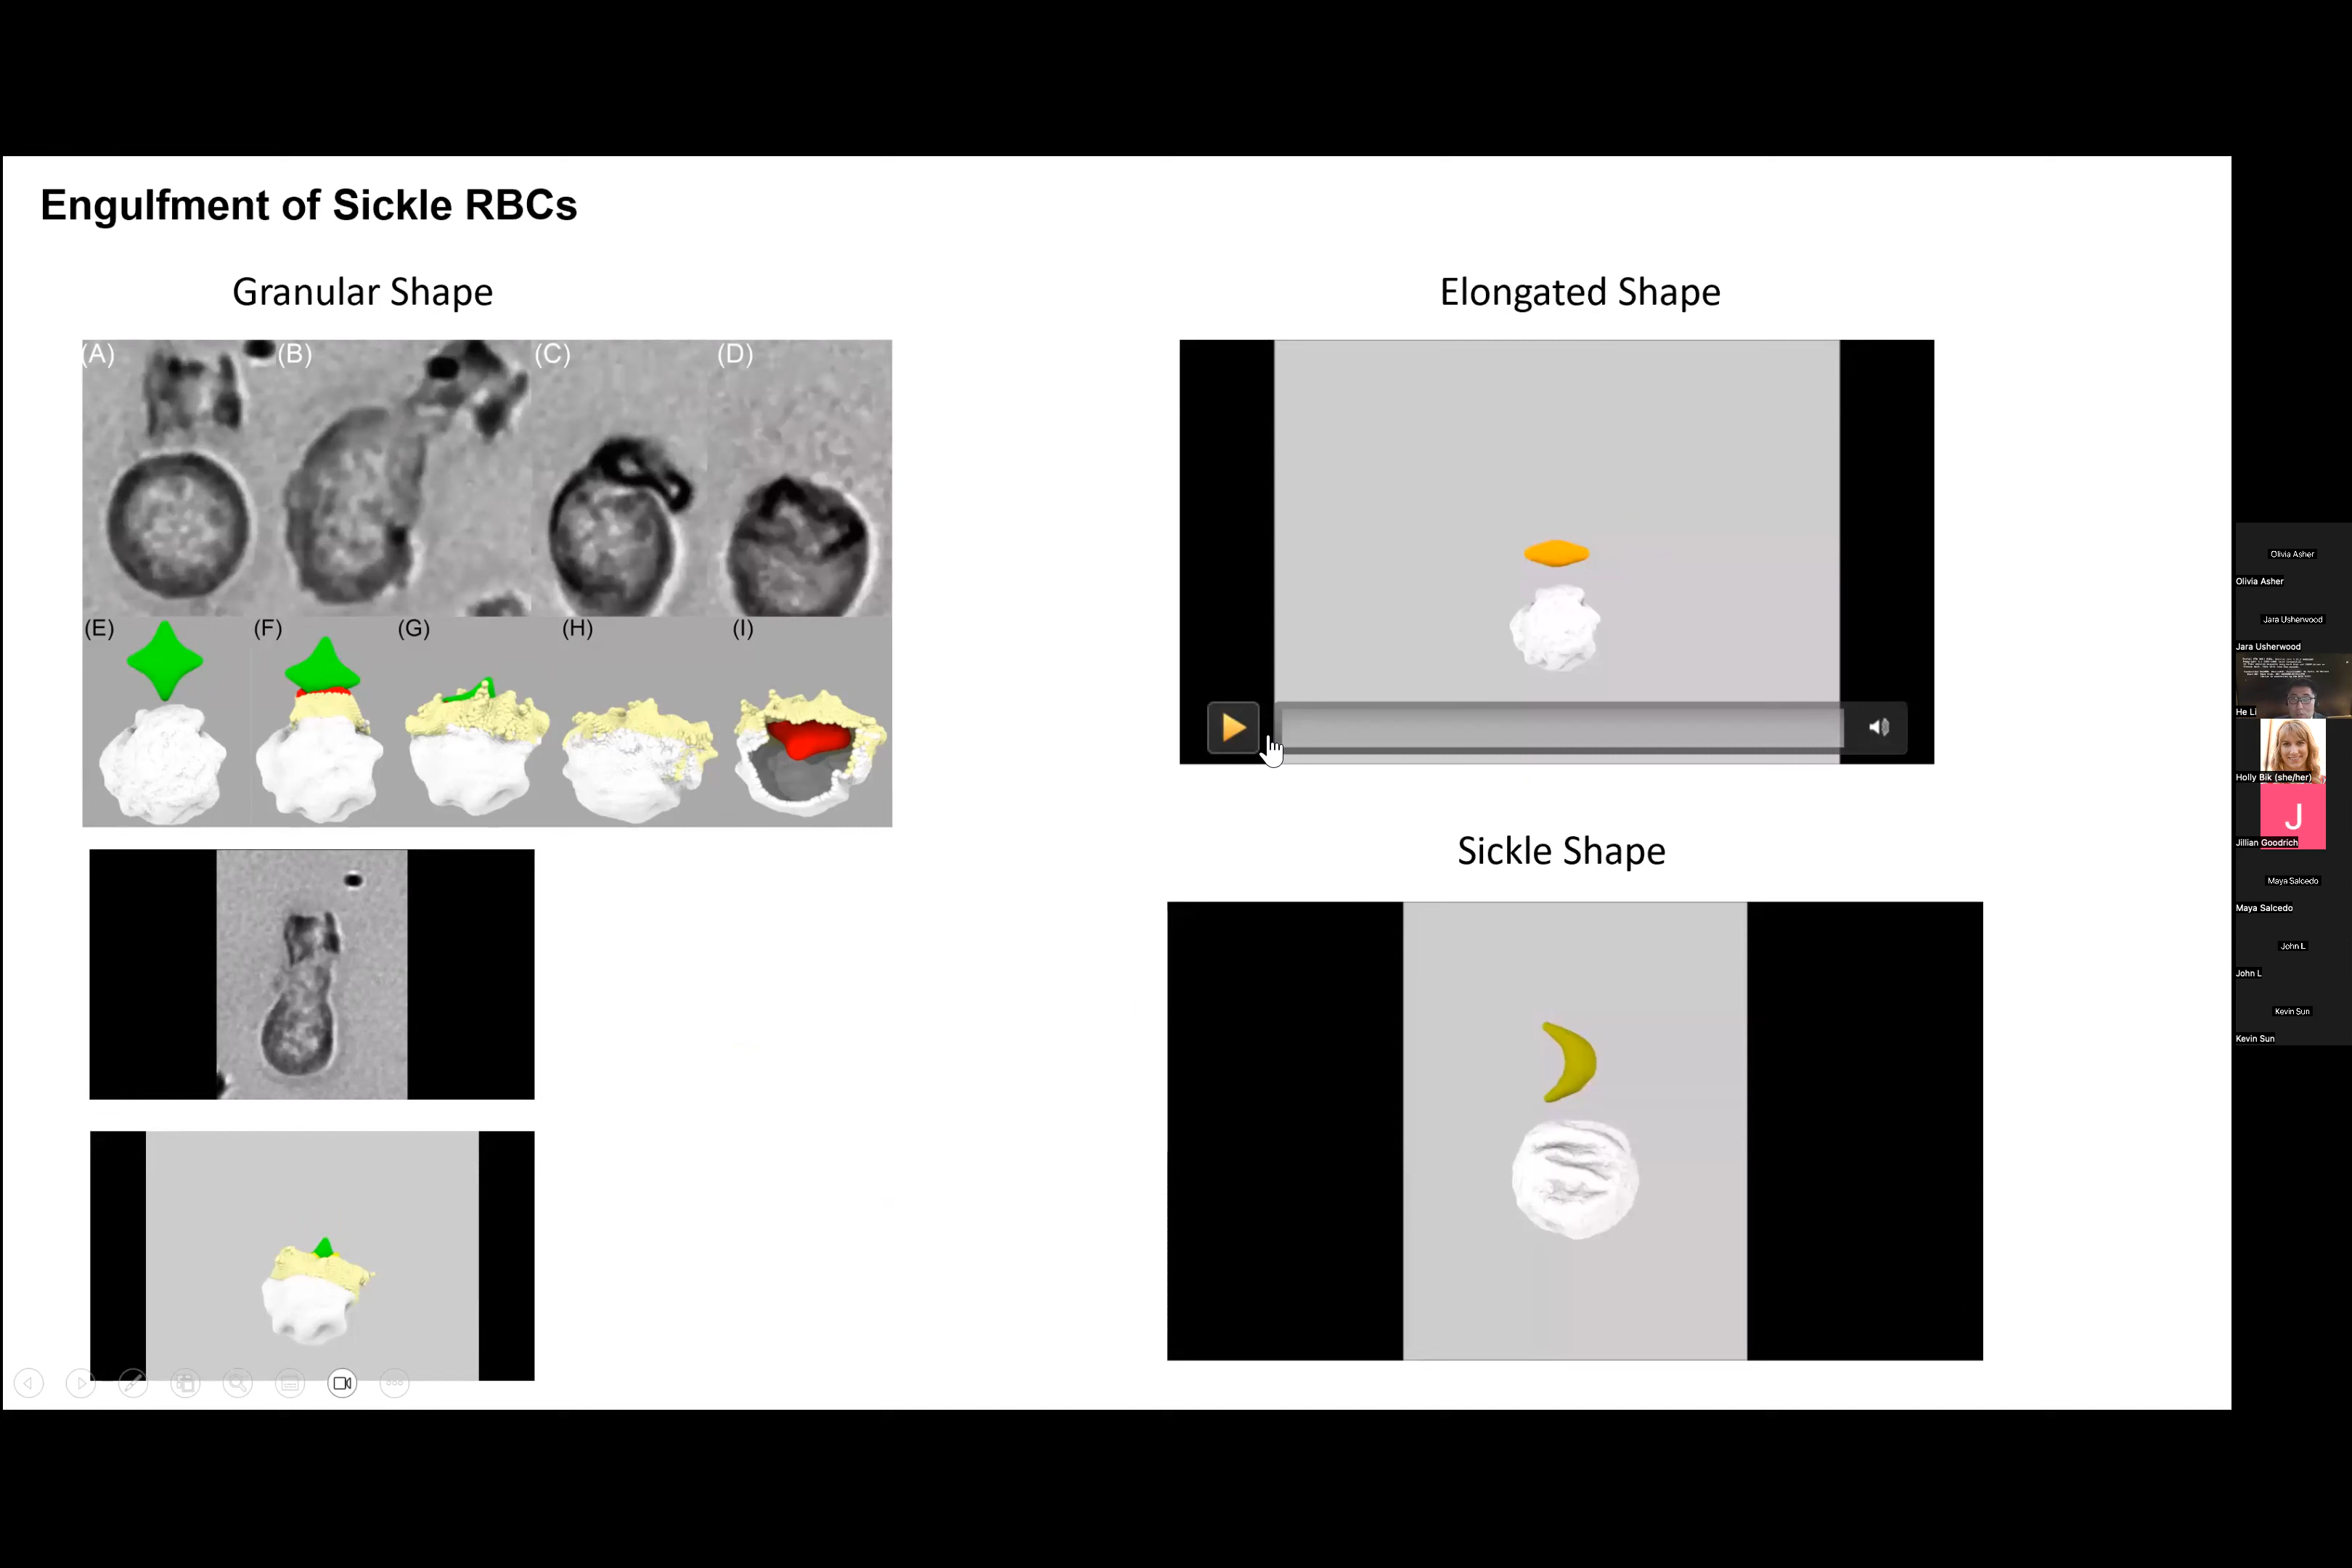 Engulfment of Sickle RBCs
Granular Shape
Elongated Shape
(A)
(B)
(C)
(D)
(E)
(F)
(G)
(H)
(I)
Sickle Shape
Olivia Asher
Olivia Asher
Jara Usherwood
Jara Usherwood
He Li
Holly Bik (she/her)
J
Jillian Goodrich
Maya Salcedo
Maya Salcedo
John L
John L
Kevin Sun
Kevin Sun